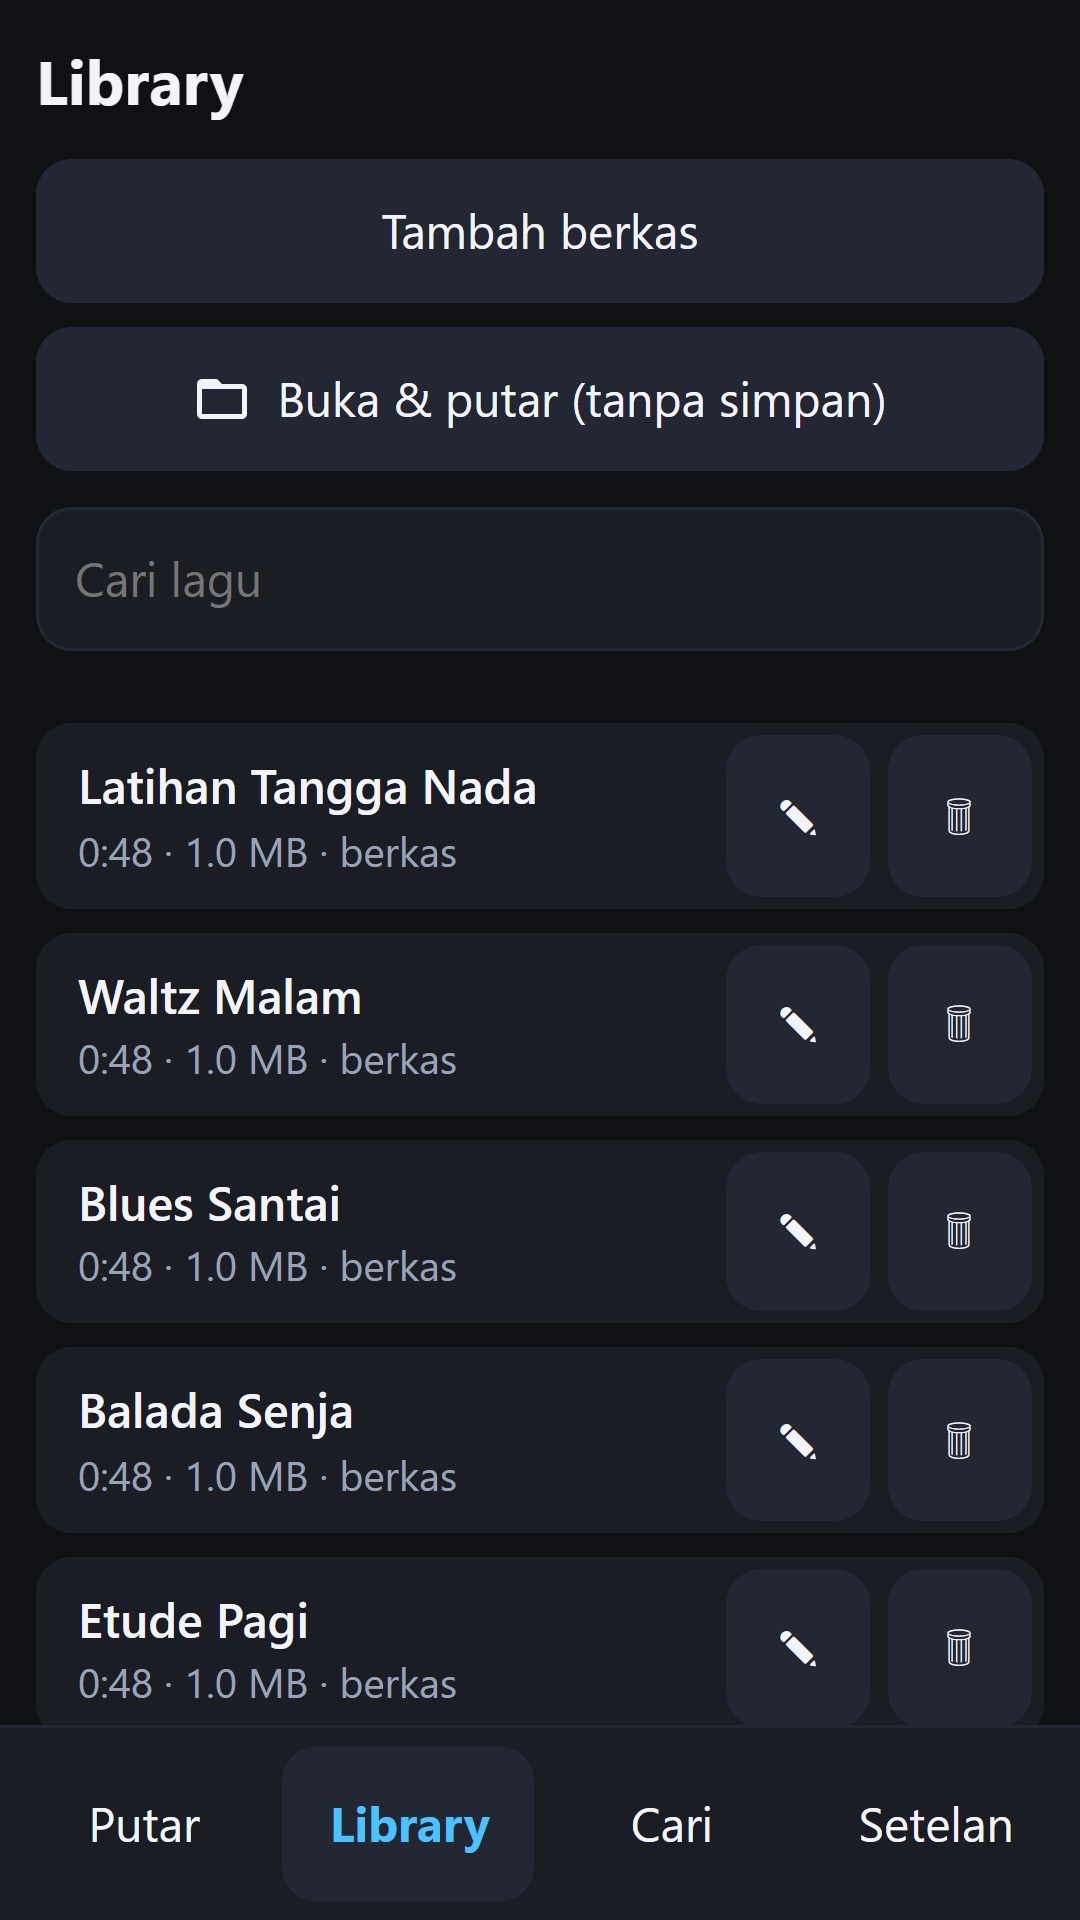 Library
Tambah berkas
Buka & putar (tanpa simpan)
Cari lagu
Latihan Tangga Nada
0:48 · 1.0 MB · berkas
Waltz Malam
0:48 · 1.0 MB · berkas
Blues Santai
0:48 · 1.0 MB · berkas
Balada Senja
0:48 · 1.0 MB · berkas
Etude Pagi
0:48 · 1.0 MB · berkas
Putar Library Cari Setelan